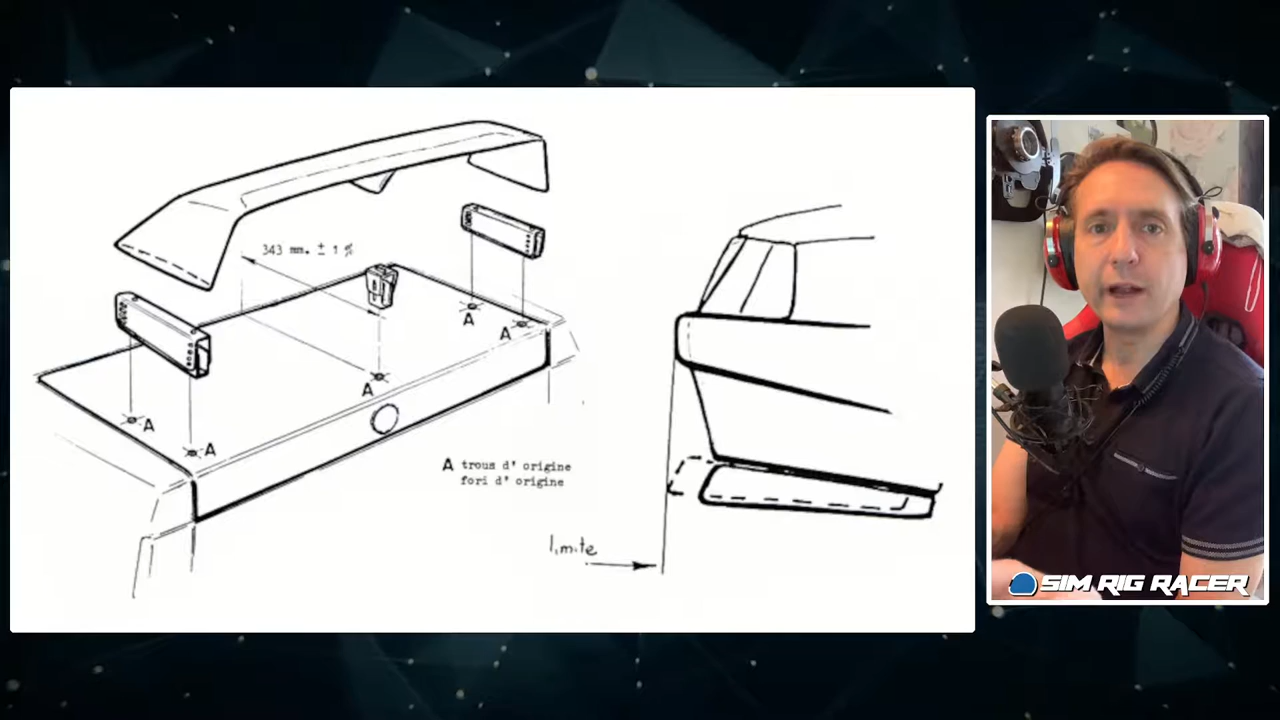 343 mm. ± 1 %
A
A
A
A
A
A trous d' origine
fori d' origine
limite
SIM RIG RACER